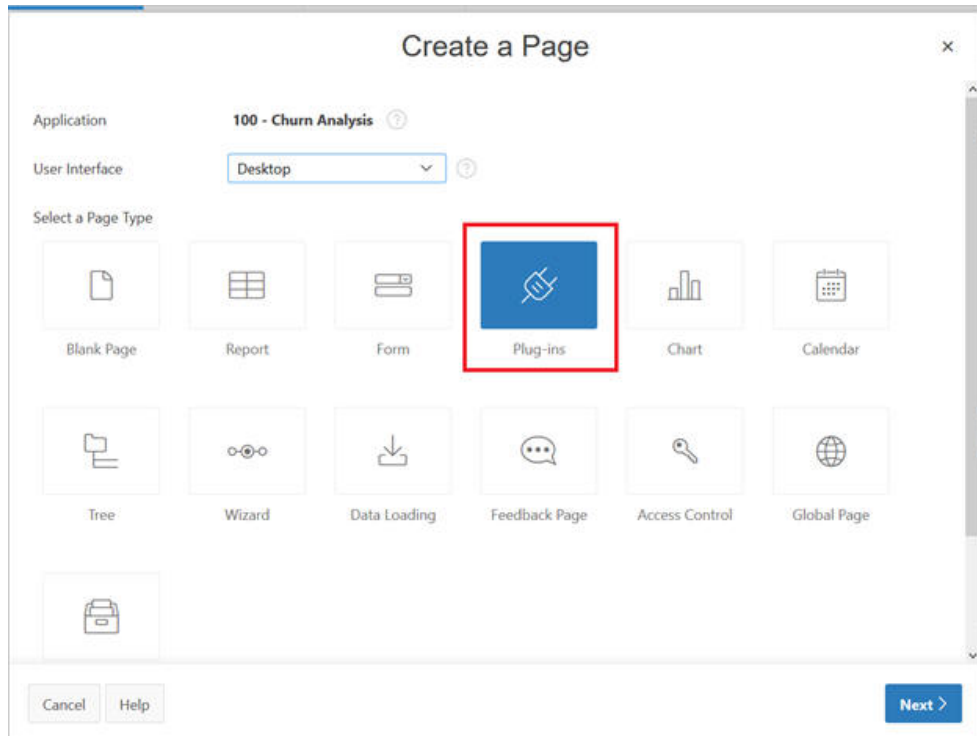 Create a Page
Application 100 - Churn Analysis ?
User Interface Desktop ?
Select a Page Type
Blank Page Report Form Plug-ins Chart Calendar
Tree Wizard Data Loading Feedback Page Access Control Global Page
Cancel Help Next